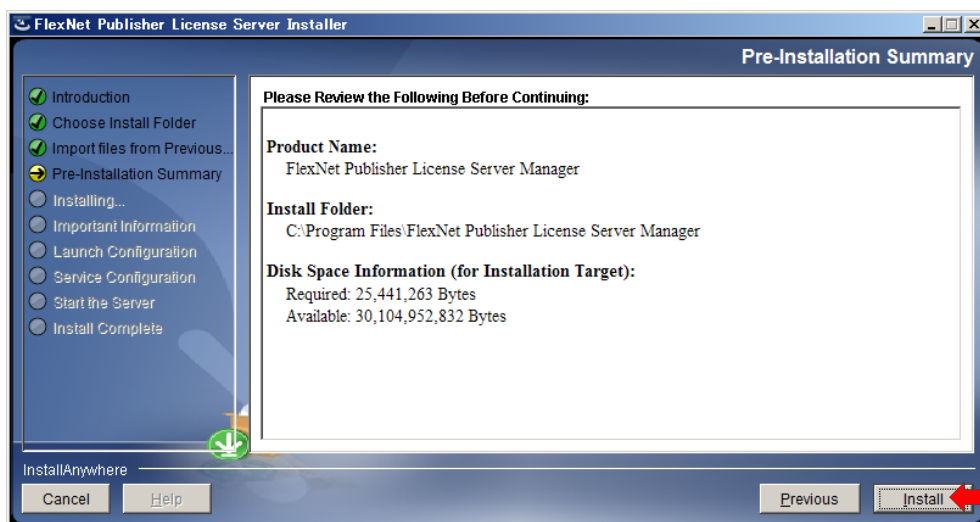 FlexNet Publisher License Server Installer
Pre-Installation Summary
Introduction
Choose Install Folder
Import files from Previous...
Pre-Installation Summary
Installing...
Important Information
Launch Configuration
Service Configuration
Start the Server
Install Complete
Please Review the Following Before Continuing:
Product Name:
FlexNet Publisher License Server Manager
Install Folder:
C:\Program Files\FlexNet Publisher License Server Manager
Disk Space Information (for Installation Target):
Required: 25,441,263 Bytes
Available: 30,104,952,832 Bytes
InstallAnywhere
Cancel
Help
Previous
Install